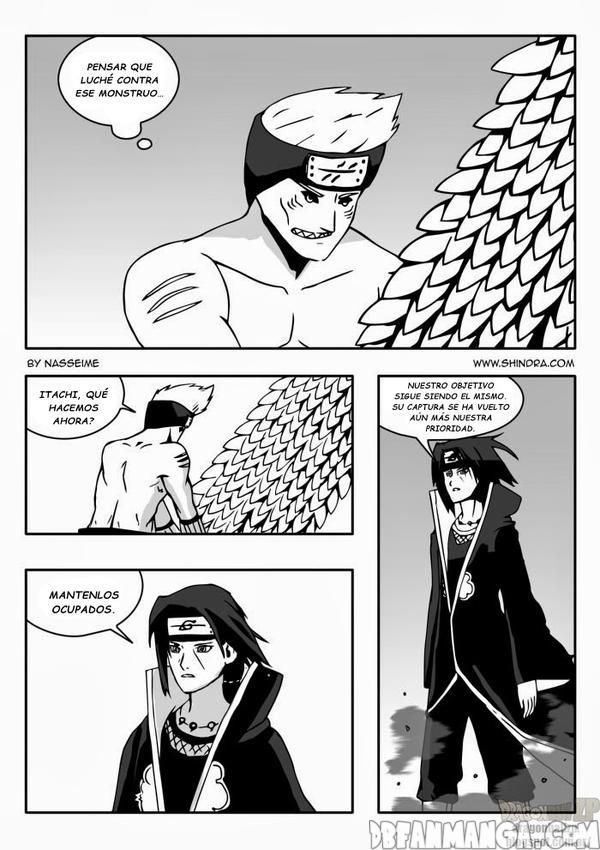 PENSAR QUE
LUCHÉ CONTRA
ESE MONSTRUO...
BY NASSEIME
WWW.SHINDRA.COM
ITACHI, QUÉ
HACEMOS
AHORA?
NUESTRO OBJETIVO
SIGUE SIENDO EL MISMO.
SU CAPTURA SE HA VUELTO
AÚN MÁS NUESTRA
PRIORIDAD.
MANTENLOS
OCUPADOS.
DBFANMANGA.COM